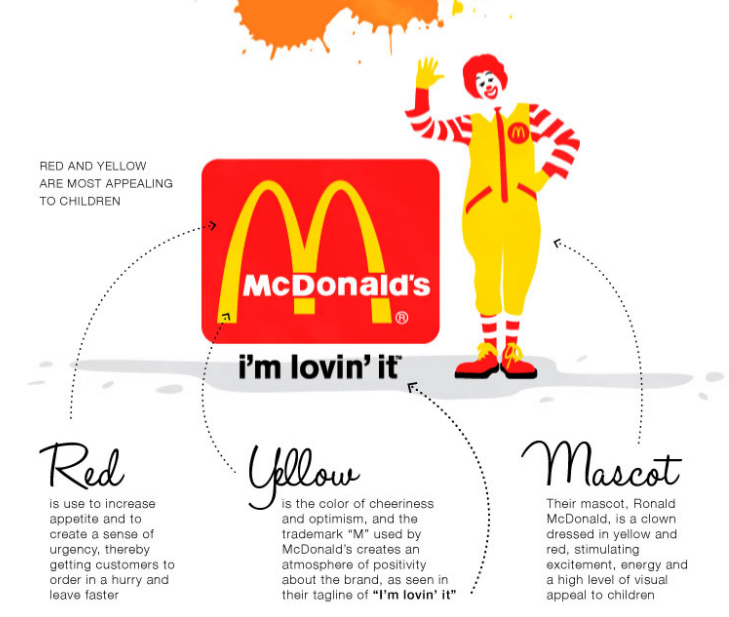 RED AND YELLOW
ARE MOST APPEALING
TO CHILDREN
McDonald's
®
i'm lovin' it™
Red
is use to increase
appetite and to
create a sense of
urgency, thereby
getting customers to
order in a hurry and
leave faster
Yellow
is the color of cheeriness
and optimism, and the
trademark “M” used by
McDonald's creates an
atmosphere of positivity
about the brand, as seen in
their tagline of “I'm lovin' it”
Mascot
Their mascot, Ronald
McDonald, is a clown
dressed in yellow and
red, stimulating
excitement, energy and
a high level of visual
appeal to children